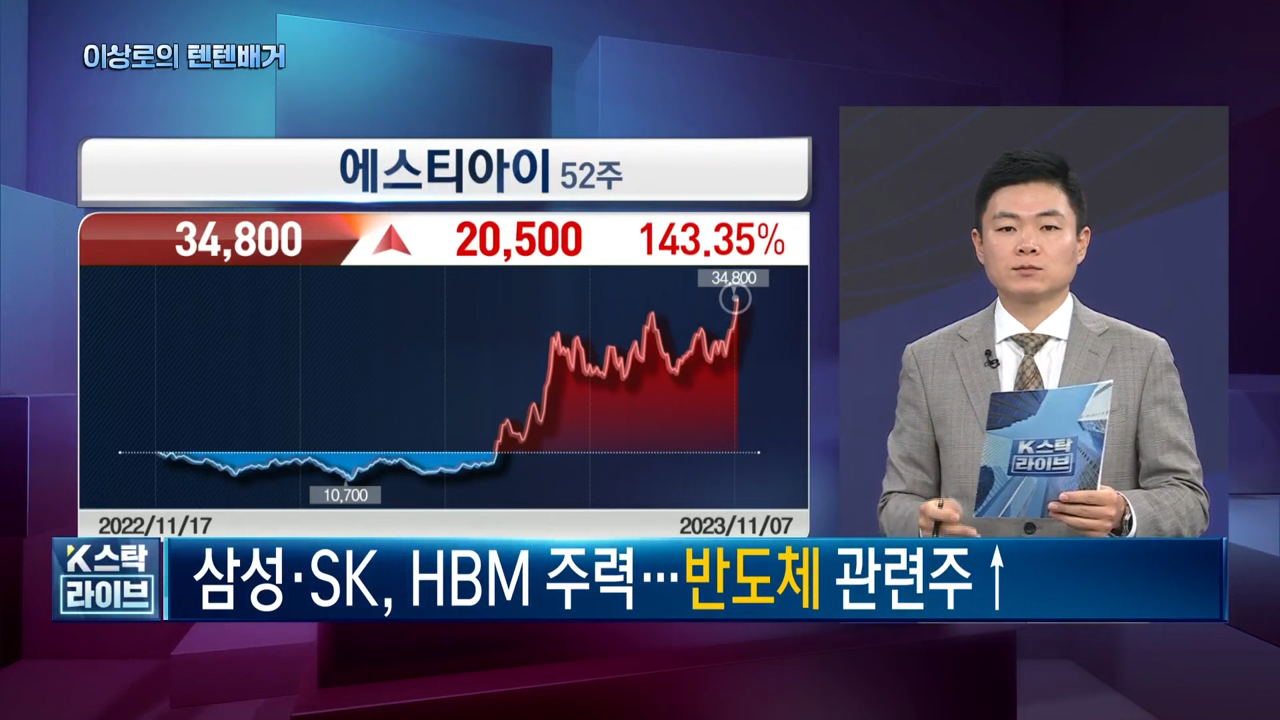 이상로의 텐텐배거
에스티아이 52주
34,800 20,500 143.35%
34,800
10,700
2022/11/17 2023/11/07
K스탁
라이브
K스탁
라이브
삼성·SK, HBM 주력…반도체 관련주↑